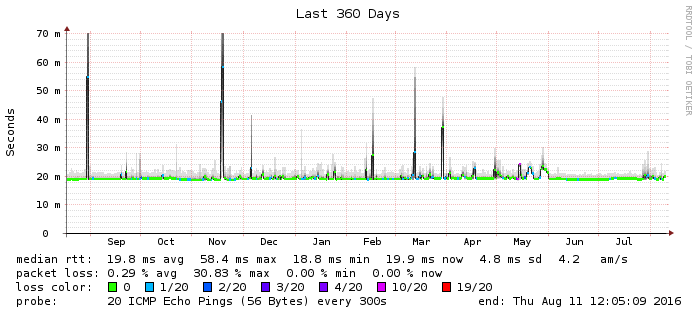 Last 360 Days
RRDTOOL / TOBI OETIKER
Seconds
70 m
60 m
50 m
40 m
30 m
20 m
10 m
0
Sep Oct Nov Dec Jan Feb Mar Apr May Jun Jul
median rtt: 19.8 ms avg 58.4 ms max 18.8 ms min 19.9 ms now 4.8 ms sd 4.2 am/s
packet loss: 0.29 % avg 30.83 % max 0.00 % min 0.00 % now
loss color: 0 1/20 2/20 3/20 4/20 10/20 19/20
probe: 20 ICMP Echo Pings (56 Bytes) every 300s end: Thu Aug 11 12:05:09 2016